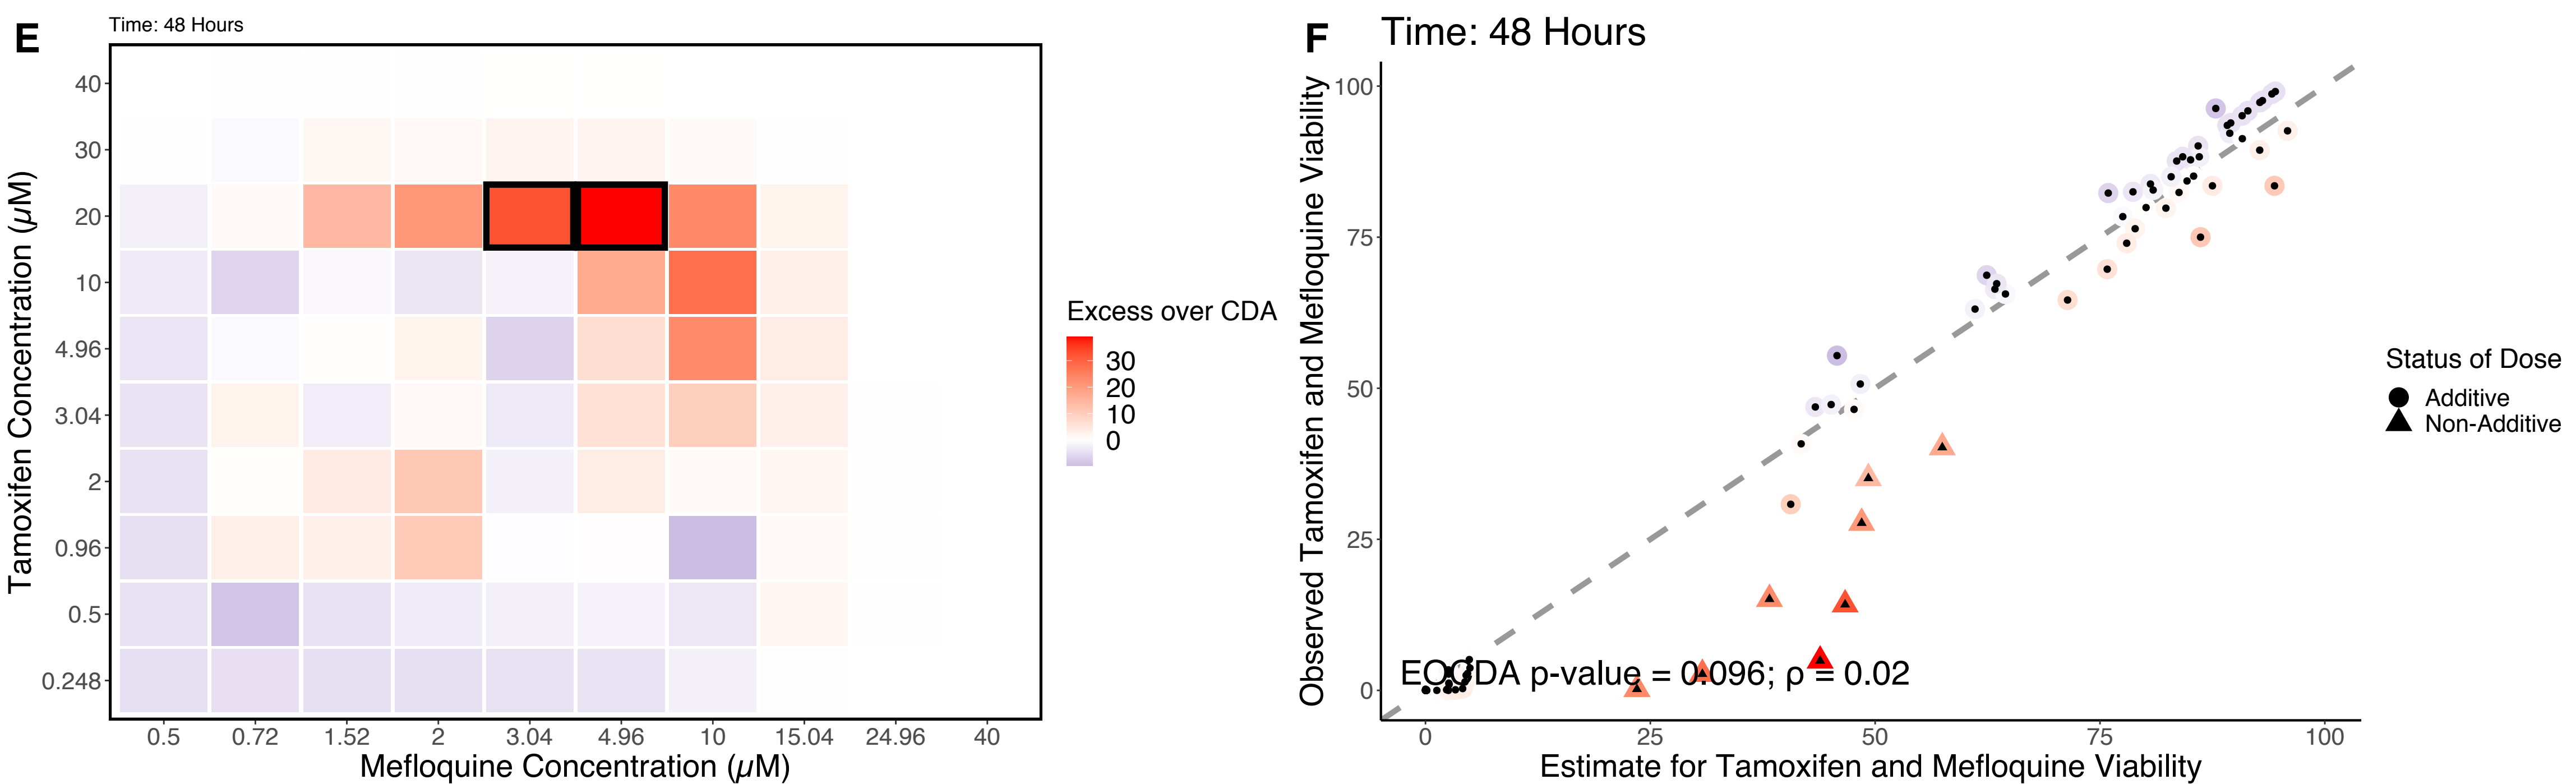 E
Time: 48 Hours
Tamoxifen Concentration (µM)
40
30
20
10
4.96
3.04
2
0.96
0.5
0.248
0.5 0.72 1.52 2 3.04 4.96 10 15.04 24.96 40
Mefloquine Concentration (µM)
Excess over CDA
30
20
10
0
F
Time: 48 Hours
Observed Tamoxifen and Mefloquine Viability
100
75
50
25
0
EOCDA p-value = 0.096; ρ = 0.02
0 25 50 75 100
Estimate for Tamoxifen and Mefloquine Viability
Status of Dose
Additive
Non-Additive